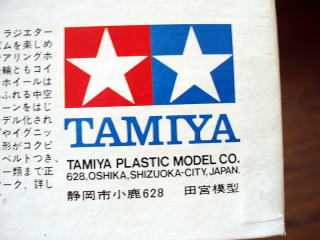 ラジエター
ズムを楽しめ
アリングホ
輪ともコイ
ホイールは
ふれる中空
ーンをはじ
デル化され
やイグニッ
形がコクピ
ベルトつき、
ー類まで正
ーク、詳し
TAMIYA
TAMIYA PLASTIC MODEL CO.
628,OSHIKA,SHIZUOKA-CITY,JAPAN.
静岡市小鹿628 田宮模型